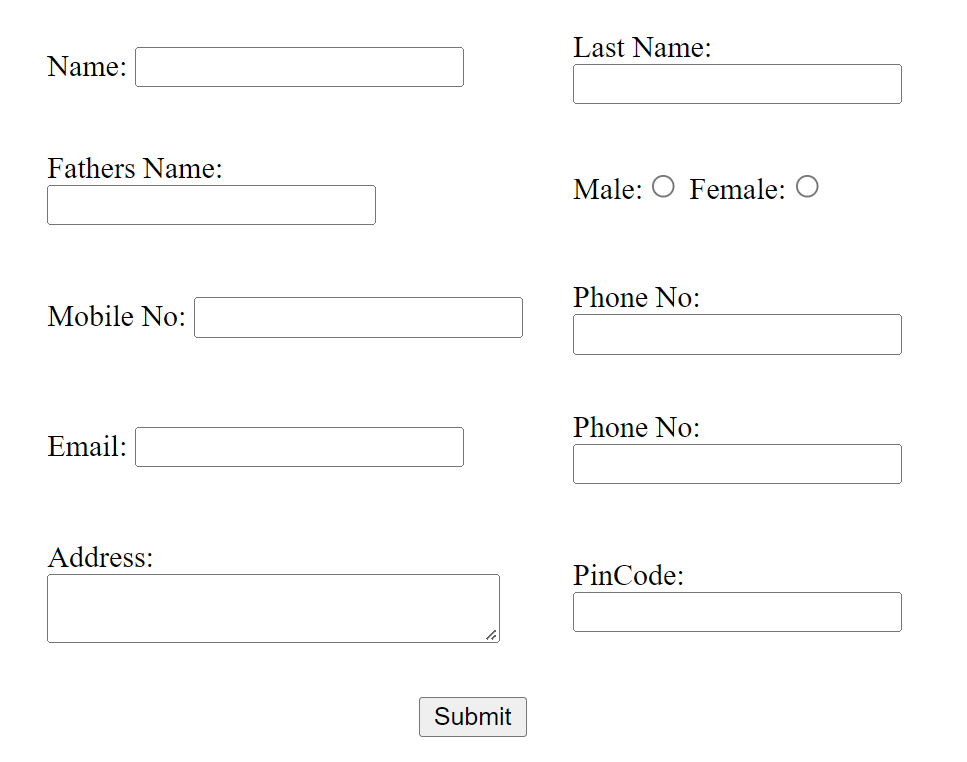 Name:
Last Name:
Fathers Name:
Male: Female:
Mobile No:
Phone No:
Email:
Phone No:
Address:
PinCode:
Submit